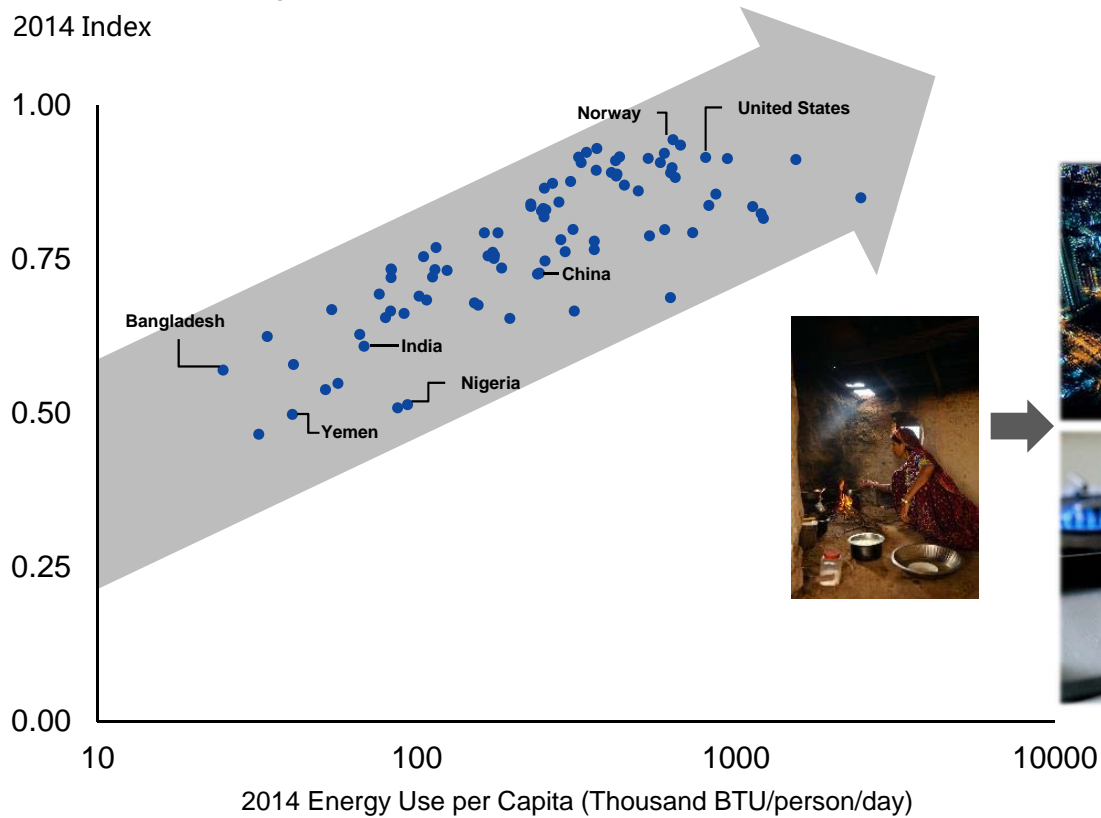 2014 Index
1.00
0.75
0.50
0.25
0.00
Norway
United States
China
Bangladesh
India
Nigeria
Yemen
10
100
1000
10000
2014 Energy Use per Capita (Thousand BTU/person/day)